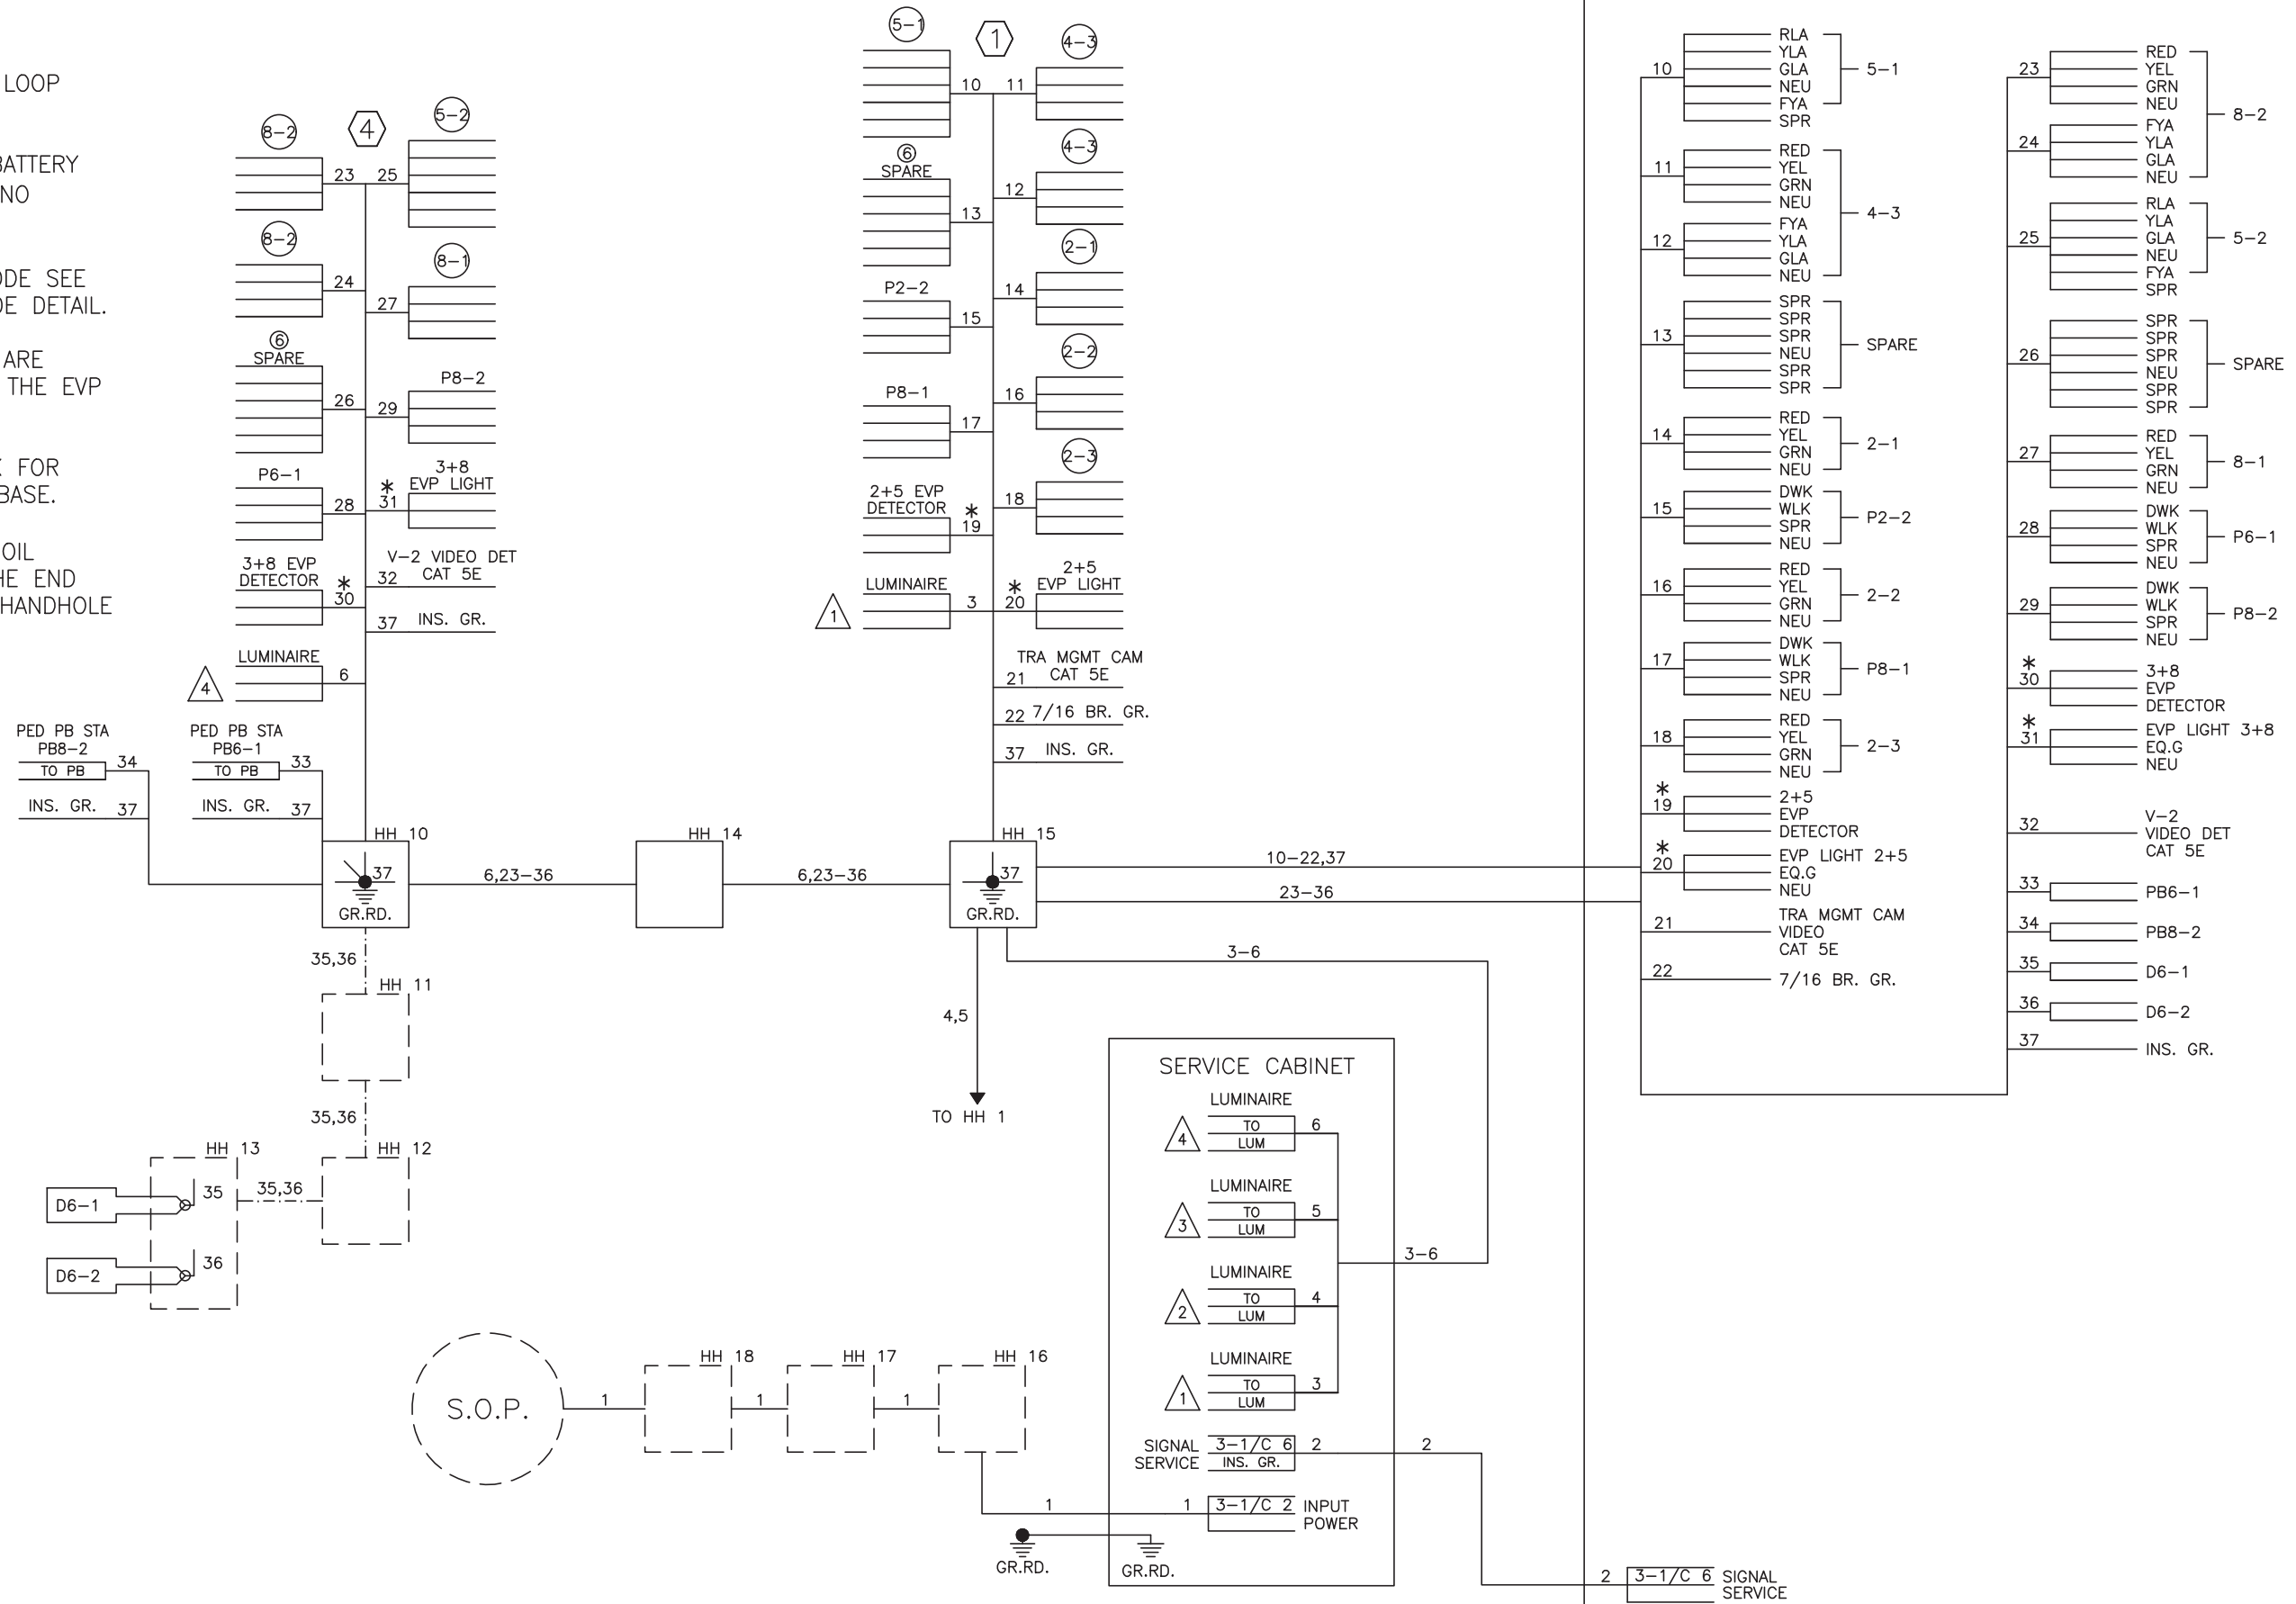 LOOP
BATTERY
NO
ODE SEE
DE DETAIL.
ARE
THE EVP
FOR
BASE.
OIL
HE END
HANDHOLE
4
8-2
5-2
23
25
8-2
24
8-1
27
6
SPARE
26
P8-2
29
P6-1
28
3+8
EVP LIGHT
*
31
3+8 EVP
DETECTOR
*
30
V-2 VIDEO DET
CAT 5E
32
37
INS. GR.
LUMINAIRE
4
6
PED PB STA
PB8-2
TO PB
34
INS. GR.
37
PED PB STA
PB6-1
TO PB
33
INS. GR.
37
5-1
1
4-3
10
11
6
SPARE
13
4-3
12
2-1
14
P2-2
15
2-2
16
P8-1
17
2-3
18
2+5 EVP
DETECTOR
*
19
LUMINAIRE
1
3
2+5
EVP LIGHT
*
20
TRA MGMT CAM
CAT 5E
21
22
7/16 BR. GR.
37
INS. GR.
HH 10
37
GR.RD.
6,23-36
HH 14
6,23-36
HH 15
37
GR.RD.
10-22,37
23-36
3-6
4,5
TO HH 1
35,36
HH 11
35,36
HH 12
35,36
HH 13
D6-1
35
D6-2
36
S.O.P.
1
HH 18
1
HH 17
1
HH 16
1
SERVICE CABINET
LUMINAIRE
4
TO
LUM
6
LUMINAIRE
3
TO
LUM
5
LUMINAIRE
2
TO
LUM
4
LUMINAIRE
1
TO
LUM
3
3-6
SIGNAL
SERVICE
3-1/C 6
INS. GR.
2
2
1
3-1/C 2
INPUT
POWER
GR.RD.
GR.RD.
2
3-1/C 6
SIGNAL
SERVICE
10
RLA
YLA
GLA
NEU
FYA
SPR
5-1
11
RED
YEL
GRN
NEU
12
FYA
YLA
GLA
NEU
4-3
13
SPR
SPR
SPR
NEU
SPR
SPR
SPARE
14
RED
YEL
GRN
NEU
2-1
15
DWK
WLK
SPR
NEU
P2-2
16
RED
YEL
GRN
NEU
2-2
17
DWK
WLK
SPR
NEU
P8-1
18
RED
YEL
GRN
NEU
2-3
*
19
2+5
EVP
DETECTOR
*
20
EVP LIGHT 2+5
EQ.G
NEU
21
TRA MGMT CAM
VIDEO
CAT 5E
22
7/16 BR. GR.
23
RED
YEL
GRN
NEU
24
FYA
YLA
GLA
NEU
8-2
25
RLA
YLA
GLA
NEU
FYA
SPR
5-2
26
SPR
SPR
SPR
NEU
SPR
SPR
SPARE
27
RED
YEL
GRN
NEU
8-1
28
DWK
WLK
SPR
NEU
P6-1
29
DWK
WLK
SPR
NEU
P8-2
*
30
3+8
EVP
DETECTOR
*
31
EVP LIGHT 3+8
EQ.G
NEU
32
V-2
VIDEO DET
CAT 5E
33
PB6-1
34
PB8-2
35
D6-1
36
D6-2
37
INS. GR.